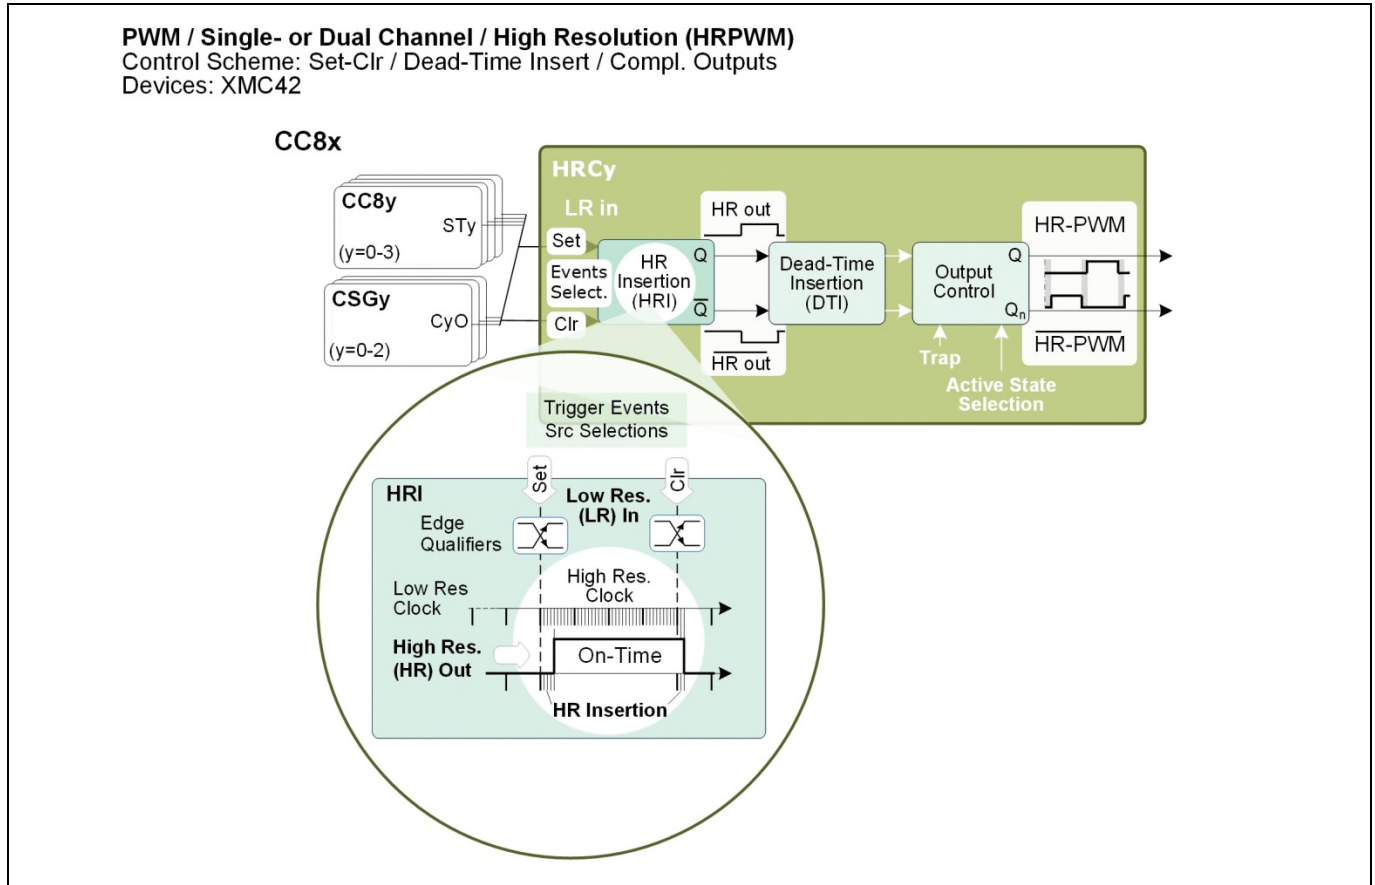 PWM / Single- or Dual Channel / High Resolution (HRPWM)
Control Scheme: Set-Clr / Dead-Time Insert / Compl. Outputs
Devices: XMC42
CC8x
CC8y
STy
(y=0-3)
CSGy
CyO
(y=0-2)
HRCy
LR in
Set
Events
Select.
Clr
HR
Insertion
(HRI)
Q
Q̅
HR out
H̅R̅ ̅o̅u̅t̅
Dead-Time
Insertion
(DTI)
Output
Control
Q
Qn
Trap
Active State
Selection
HR-PWM
H̅R̅-̅P̅W̅M̅
Trigger Events
Src Selections
Set
Clr
HRI
Low Res.
(LR) In
Edge
Qualifiers
High Res.
Clock
Low Res
Clock
High Res.
(HR) Out
On-Time
HR Insertion